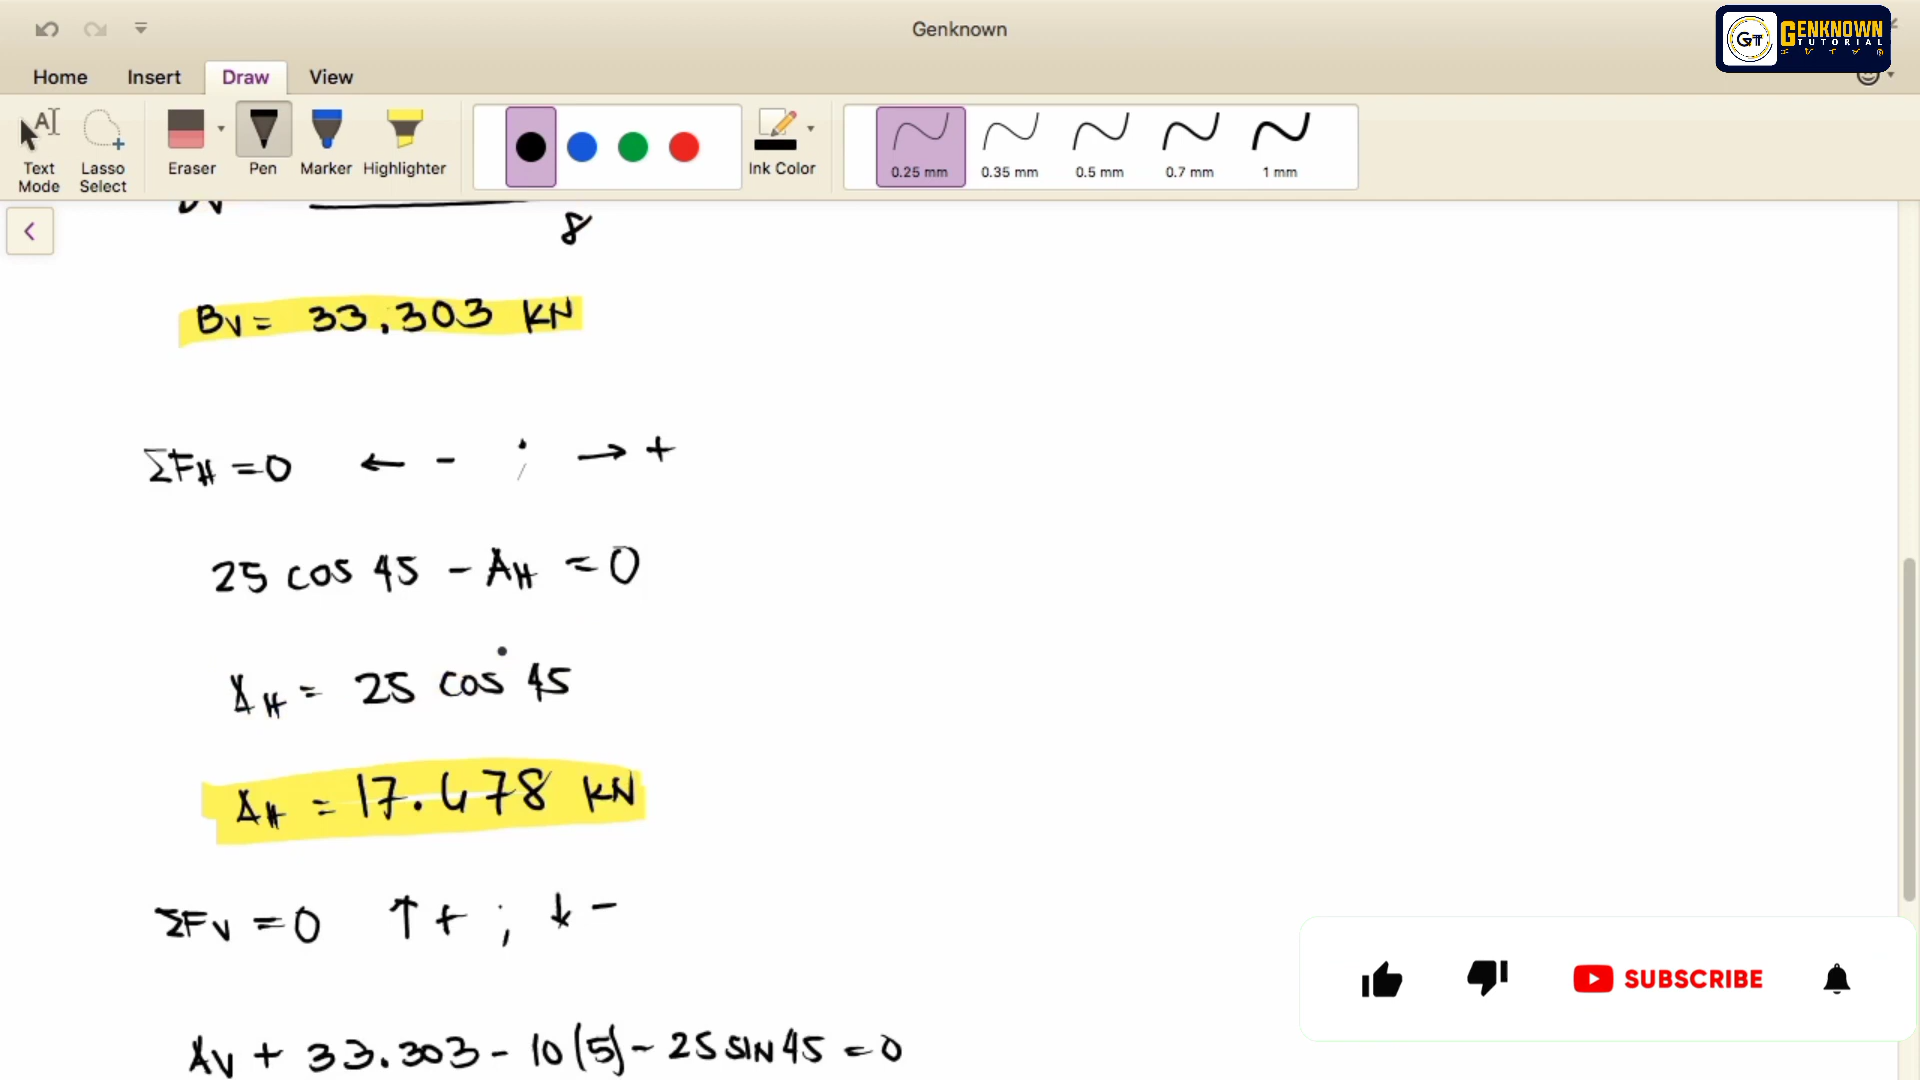 Genknown
GT GENKNOWN
TUTORIAL
Home Insert Draw View
Text Mode
Lasso Select
Eraser
Pen
Marker
Highlighter
Ink Color
0.25 mm
0.35 mm
0.5 mm
0.7 mm
1 mm
8
Bv = 33.303 KN
ΣFH = 0 ← - ; → +
25 cos 45 - AH = 0
AH = 25 cos 45
AH = 17.678 KN
ΣFv = 0 ↑ + ; ↓ -
Av + 33.303 - 10(5) - 25 SIN 45 = 0
SUBSCRIBE